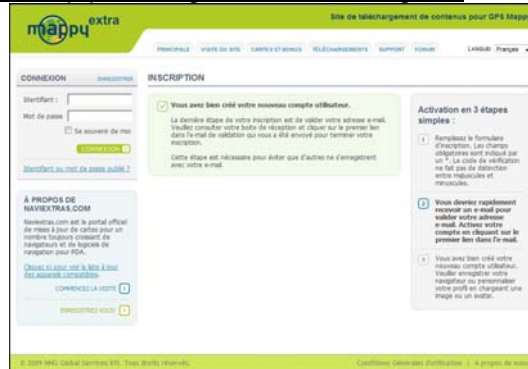 mappy extra
Site de téléchargement de contenus pour GPS Mappy
PRINCIPALE VISITE DU SITE CARTES ET BONUS TÉLÉCHARGEMENTS SUPPORT FORUM LANGUE: Français
CONNEXION ENREGISTRER
Identifiant :
Mot de passe
Se souvenir de moi
CONNEXION
Identifiant ou mot de passe oublié ?
À PROPOS DE
NAVIEXTRAS.COM
Naviextras.com est le portail officiel
de mises à jour de cartes pour un
nombre toujours croissant de
navigateurs et de logiciels de
navigation pour PDA.
Cliquez ici pour voir la liste à jour
des appareils compatibles.
COMMENCEZ LA VISITE
ENREGISTREZ-VOUS!
INSCRIPTION
Vous avez bien créé votre nouveau compte utilisateur.
La dernière étape de votre inscription est de valider votre adresse e-mail.
Veuillez consulter votre boîte de réception et cliquer sur le premier lien
dans l'e-mail de validation qui vous a été envoyé pour terminer votre
inscription.
Cette étape est nécessaire pour éviter que d'autres ne s'enregistrent
avec votre e-mail.
Activation en 3 étapes
simples :
1 Remplissez le formulaire
d'inscription. Les champs
obligatoires sont indiqué par
un *. Le code de vérification
ne fait pas de distinction
entre majuscules et
minuscules.
2 Vous devriez rapidement
recevoir un e-mail pour
valider votre adresse
e-mail. Activez votre
compte en cliquant sur le
premier lien dans l'e-mail.
3 Vous avez bien créé votre
nouveau compte utilisateur.
Veuillez enregistrer votre
navigateur ou personnaliser
votre profil en chargeant une
image ou un avatar.
© 2009 NNG Global Services Kft. Tous droits réservés.
Conditions Générales d'utilisation | A propos de nous